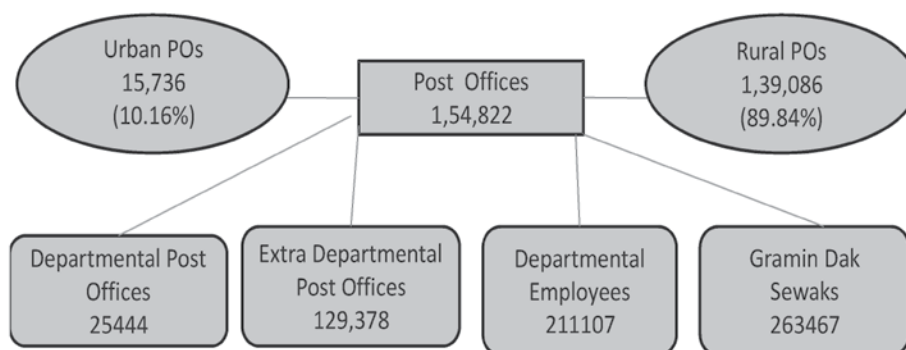 Urban POs
15,736
(10.16%)
Post Offices
1,54,822
Rural POs
1,39,086
(89.84%)
Departmental Post
Offices
25444
Extra Departmental
Post Offices
129,378
Departmental
Employees
211107
Gramin Dak
Sewaks
263467